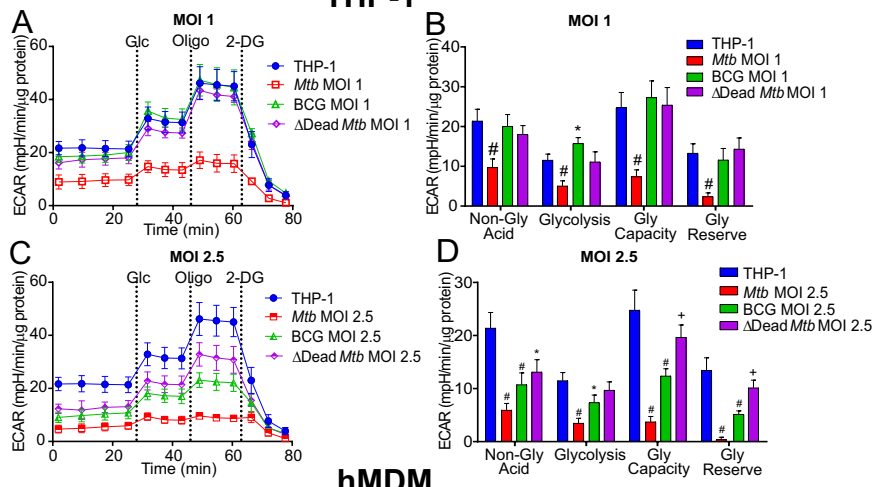 THP-1
A
MOI 1
Glc Oligo 2-DG
60
40
20
0
ECAR (mpH/min/µg protein)
0 20 40 60 80
Time (min)
THP-1
Mtb MOI 1
BCG MOI 1
ΔDead Mtb MOI 1
B
MOI 1
40
30
20
10
0
ECAR (mpH/min/µg protein)
# # * # #
Non-Gly
Acid
Glycolysis
Gly
Capacity
Gly
Reserve
THP-1
Mtb MOI 1
BCG MOI 1
ΔDead Mtb MOI 1
C
MOI 2.5
Glc Oligo 2-DG
60
40
20
0
ECAR (mpH/min/µg protein)
0 20 40 60 80
Time (min)
THP-1
Mtb MOI 2.5
BCG MOI 2.5
ΔDead Mtb MOI 2.5
D
MOI 2.5
30
20
10
0
ECAR (mpH/min/µg protein)
# # * # * # # + # # +
Non-Gly
Acid
Glycolysis
Gly
Capacity
Gly
Reserve
THP-1
Mtb MOI 2.5
BCG MOI 2.5
ΔDead Mtb MOI 2.5
hMDM